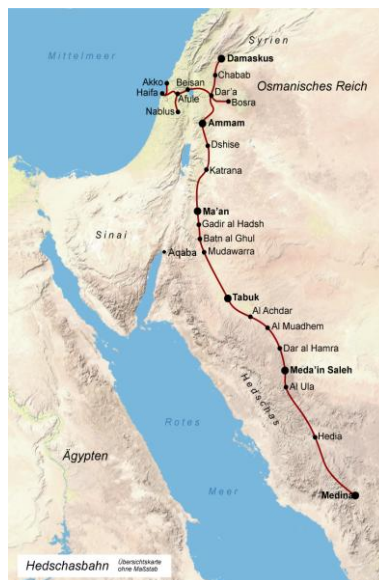 Syrien
Mittelmeer
Damaskus
Chabab
Akko
Beisan
Osmanisches Reich
Haifa
Afule
Dar'a
Bosra
Nablus
Ammam
Dshise
Katrana
Ma'an
Gadir al Hadsh
Sinai
Batn al Ghul
Aqaba
Mudawarra
Tabuk
Al Achdar
Al Muadhem
Dar al Hamra
Meda'in Saleh
Al Ula
Hedschas
Rotes
Hedia
Ägypten
Meer
Medina
Hedschasbahn
Übersichtskarte
ohne Maßstab